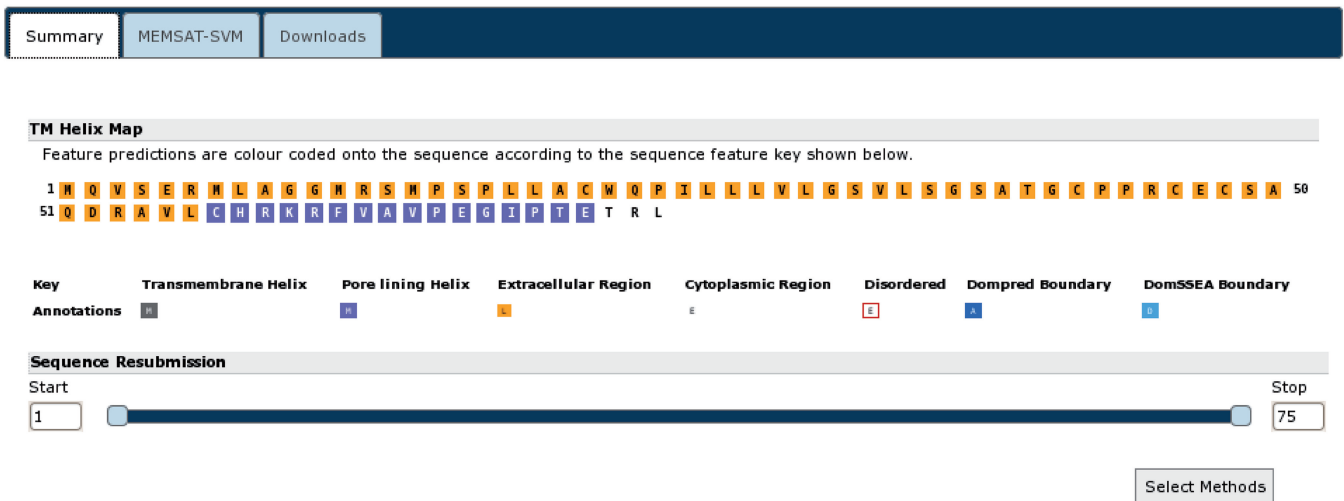 Summary MEMSAT-SVM Downloads
TM Helix Map
Feature predictions are colour coded onto the sequence according to the sequence feature key shown below.
1 M Q V S E R M L A G G M R S M P S P L L A C W Q P I L L L V L G S V L S G S A T G C P P R C E C S A 50
51 Q D R A V L C H R K R F V A V P E G I P T E T R L
Key Transmembrane Helix Pore lining Helix Extracellular Region Cytoplasmic Region Disordered Dompred Boundary DomSSEA Boundary
Annotations M M L E E A D
Sequence Resubmission
Start Stop
1 75
Select Methods